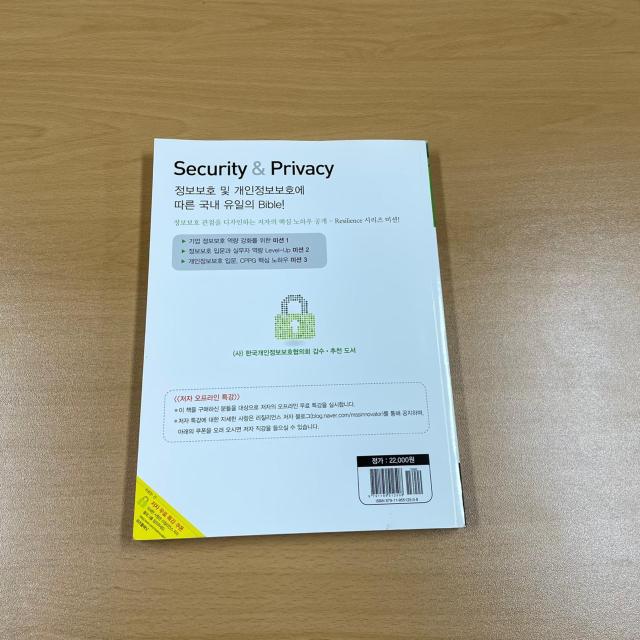 Security & Privacy
정보보호 및 개인정보보호에
따른 국내 유일의 Bible!
정보보호 관점을 디자인하는 저자의 핵심 노하우 공개 - Resilience 시리즈 미션!
▶ 기업 정보보호 역량 강화를 위한 미션 1
▶ 정보보호 입문과 실무자 역량 Level-Up 미션 2
▶ 개인정보보호 입문, CPPG 핵심 노하우 미션 3
(사) 한국개인정보보호협의회 감수·추천 도서
《저자 오프라인 특강》
이 책을 구매하신 분들을 대상으로 저자의 오프라인 무료 특강을 실시합니다.
저자 특강에 대한 자세한 사항은 리질리언스 저자 블로그(blog.naver.com/mssinnovator)를 통해 공지하며,
아래의 쿠폰을 오려 오시면 저자 직강을 들으실 수 있습니다.
정가 : 22,000원
저자 무료 특강 쿠폰